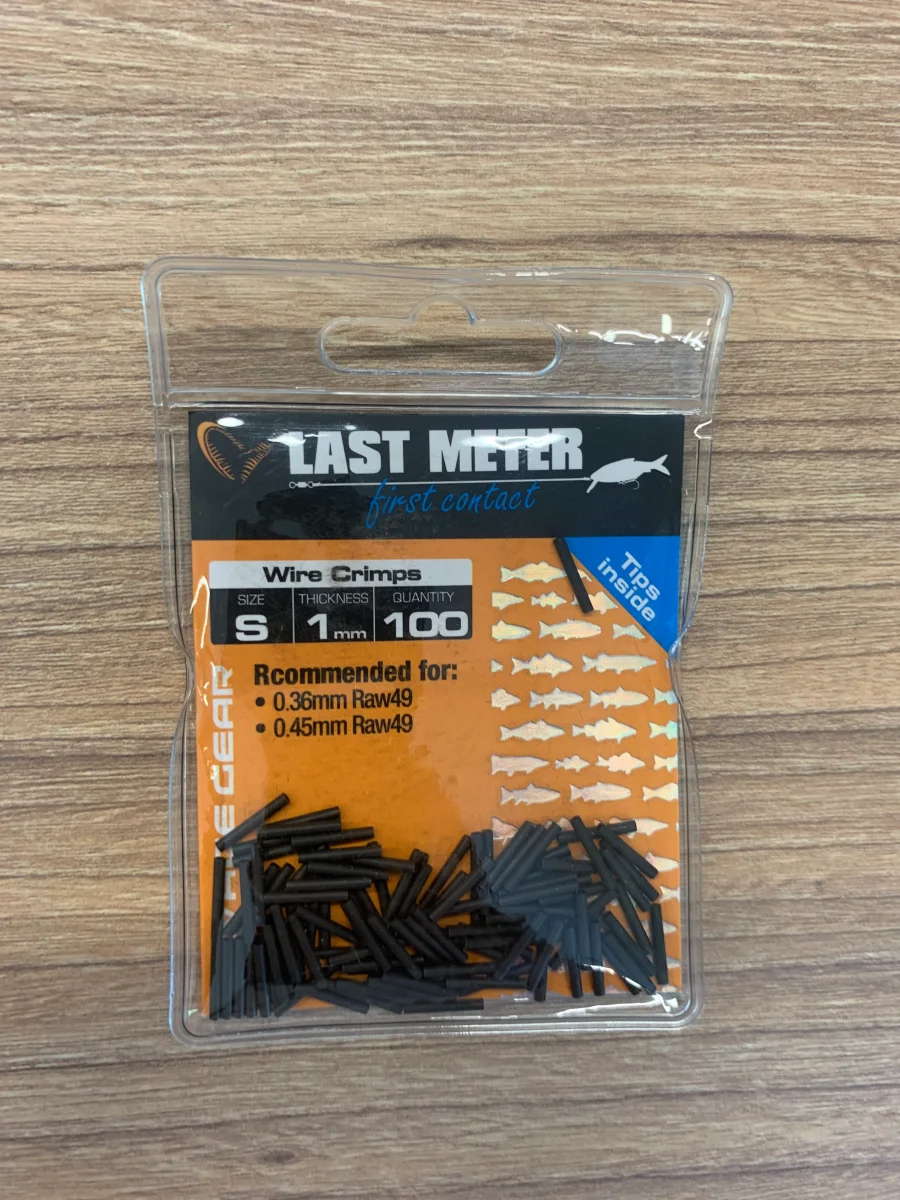 LAST METER
first contact
Tips
inside
Wire Crimps
SIZE THICKNESS QUANTITY
S 1mm 100
Rcommended for:
• 0.36mm Raw49
• 0.45mm Raw49
GEAR